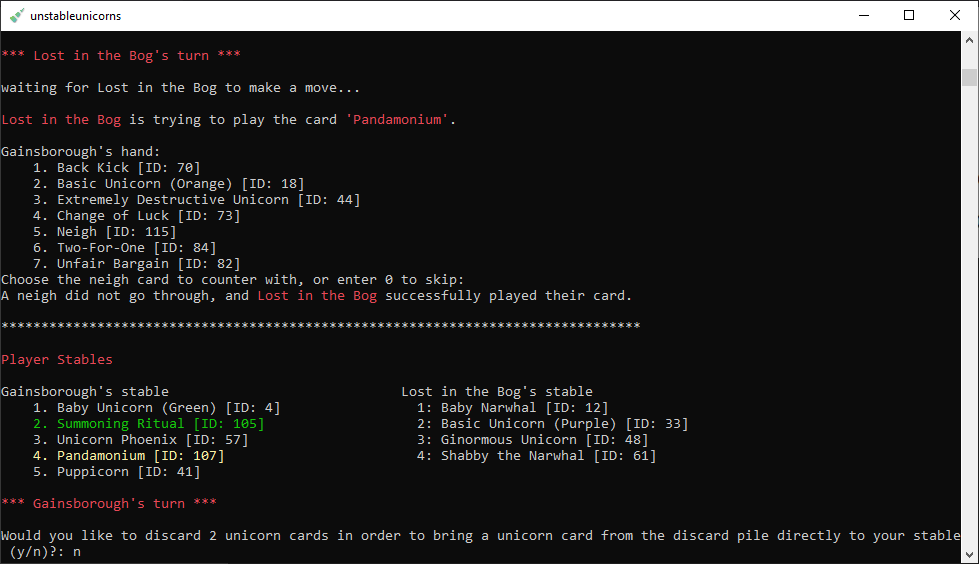 unstableunicorns
*** Lost in the Bog's turn ***
waiting for Lost in the Bog to make a move...
Lost in the Bog is trying to play the card 'Pandamonium'.
Gainsborough's hand:
1. Back Kick [ID: 70]
2. Basic Unicorn (Orange) [ID: 18]
3. Extremely Destructive Unicorn [ID: 44]
4. Change of Luck [ID: 73]
5. Neigh [ID: 115]
6. Two-For-One [ID: 84]
7. Unfair Bargain [ID: 82]
Choose the neigh card to counter with, or enter 0 to skip:
A neigh did not go through, and Lost in the Bog successfully played their card.
********************************************************************************
Player Stables
Gainsborough's stable Lost in the Bog's stable
1. Baby Unicorn (Green) [ID: 4] 1: Baby Narwhal [ID: 12]
2. Summoning Ritual [ID: 105] 2: Basic Unicorn (Purple) [ID: 33]
3. Unicorn Phoenix [ID: 57] 3: Ginormous Unicorn [ID: 48]
4. Pandamonium [ID: 107] 4: Shabby the Narwhal [ID: 61]
5. Puppicorn [ID: 41]
*** Gainsborough's turn ***
Would you like to discard 2 unicorn cards in order to bring a unicorn card from the discard pile directly to your stable
(y/n)?: n